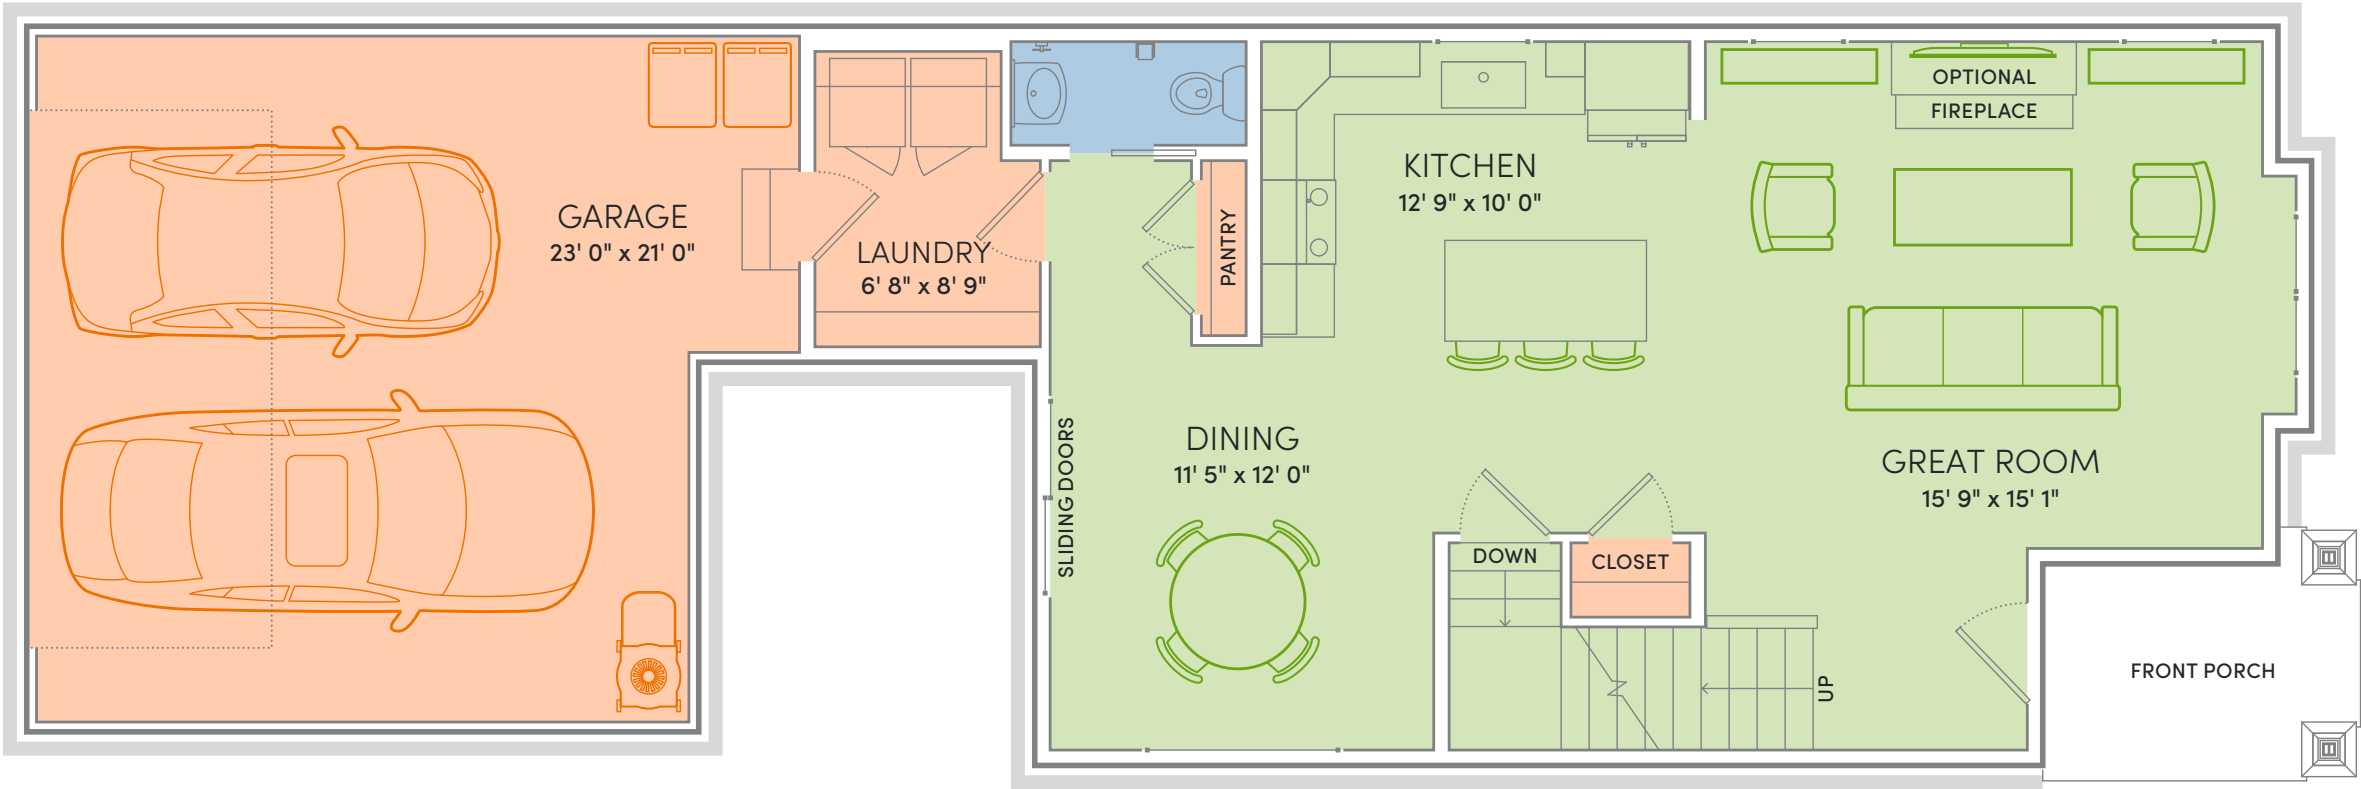 GARAGE
23' 0" x 21' 0"
LAUNDRY
6' 8" x 8' 9"
PANTRY
KITCHEN
12' 9" x 10' 0"
OPTIONAL
FIREPLACE
SLIDING DOORS
DINING
11' 5" x 12' 0"
GREAT ROOM
15' 9" x 15' 1"
DOWN
CLOSET
UP
FRONT PORCH